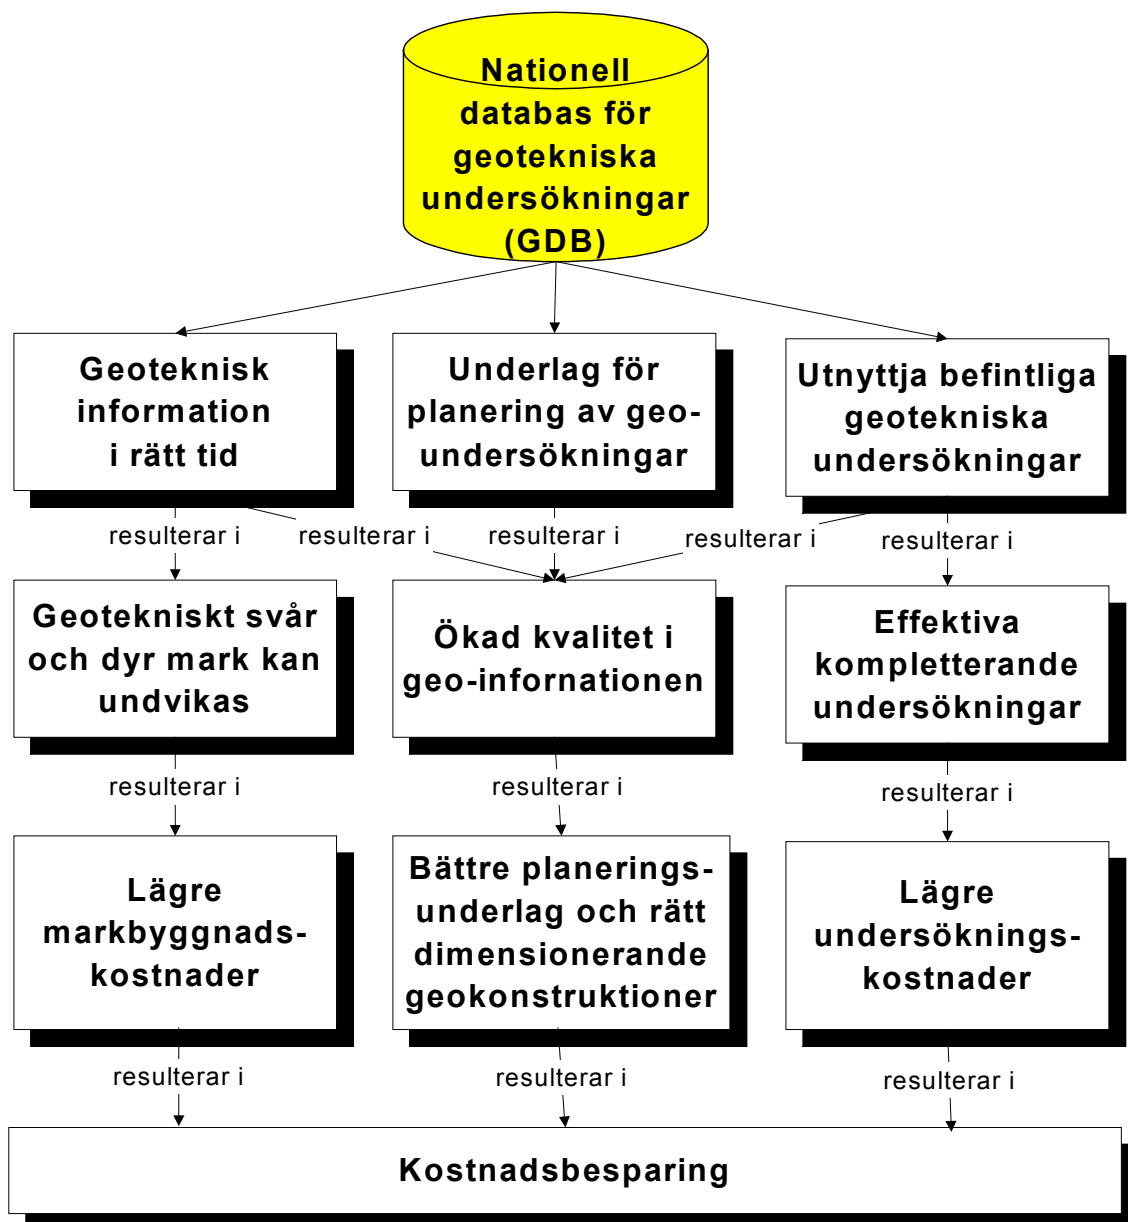 Nationell
databas för
geotekniska
undersökningar
(GDB)
Geoteknisk
information
i rätt tid
Underlag för
planering av geo-
undersökningar
Utnyttja befintliga
geotekniska
undersökningar
resulterar i
resulterar i
resulterar i
resulterar i
resulterar i
Geotekniskt svår
och dyr mark kan
undvikas
Ökad kvalitet i
geo-infornationen
Effektiva
kompletterande
undersökningar
resulterar i
resulterar i
resulterar i
Lägre
markbyggnads-
kostnader
Bättre planerings-
underlag och rätt
dimensionerande
geokonstruktioner
Lägre
undersöknings-
kostnader
resulterar i
resulterar i
resulterar i
Kostnadsbesparing